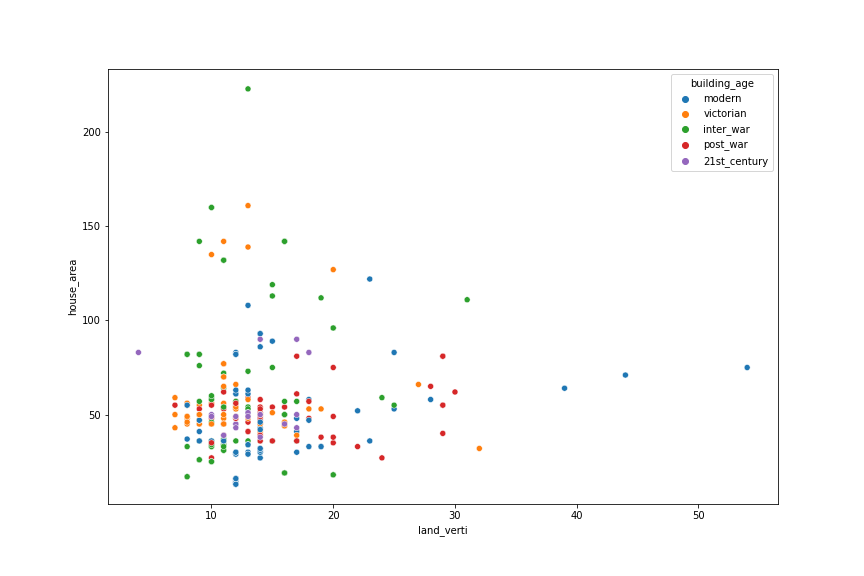 building_age
modern
victorian
inter_war
post_war
21st_century
house_area
200
150
100
50
10 20 30 40 50
land_verti